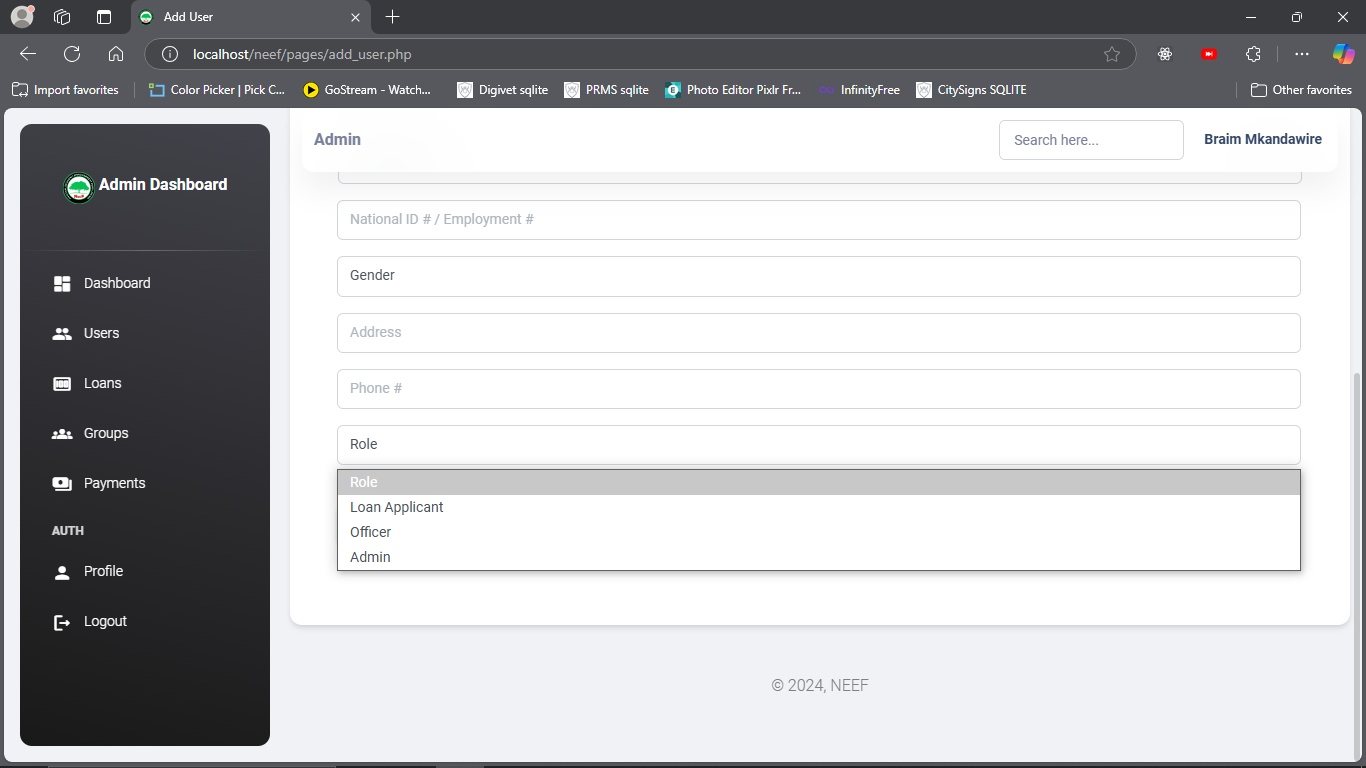 Add User
localhost/neef/pages/add_user.php
Import favorites
Color Picker | Pick C...
GoStream - Watch...
Digivet sqlite
PRMS sqlite
Photo Editor Pixlr Fr...
InfinityFree
CitySigns SQLITE
Other favorites
Admin Dashboard
Dashboard
Users
Loans
Groups
Payments
AUTH
Profile
Logout
Admin
Search here...
Braim Mkandawire
National ID # / Employment #
Gender
Address
Phone #
Role
Role
Loan Applicant
Officer
Admin
© 2024, NEEF